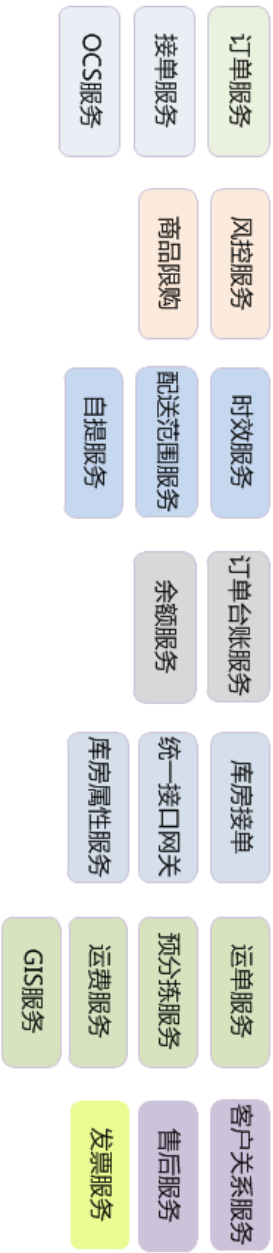 订单服务
接单服务
OCS服务
风控服务
商品限购
时效服务
配送范围服务
自提服务
订单台账服务
余额服务
库房接单
统一接口网关
库房属性服务
运单服务
预分拣服务
运费服务
GIS服务
客户关系服务
售后服务
发票服务